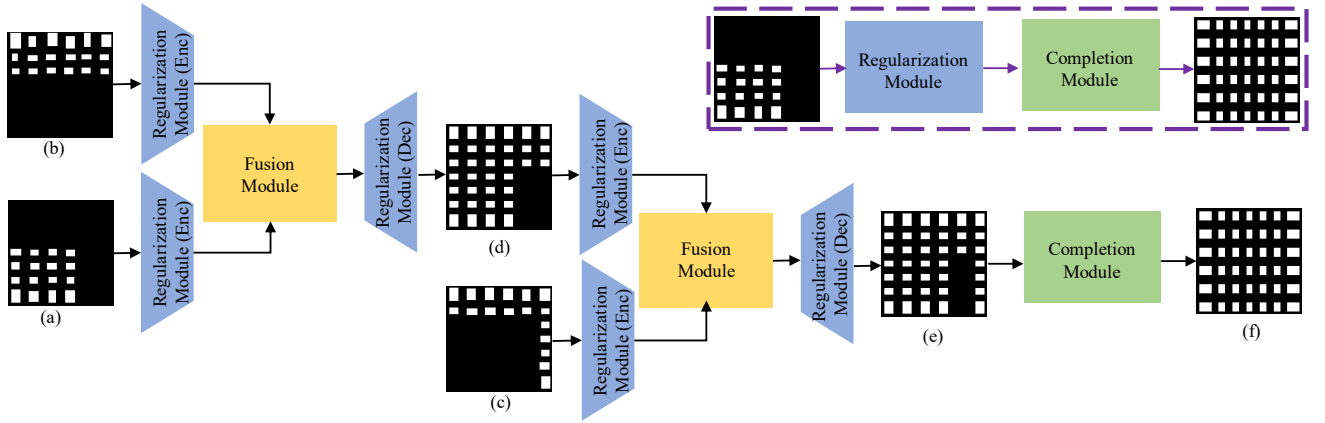 (b)
Regularization
Module (Enc)
(a)
Regularization
Module (Enc)
Fusion
Module
Regularization
Module (Dec)
(d)
Regularization
Module (Enc)
(c)
Regularization
Module (Enc)
Fusion
Module
Regularization
Module (Dec)
(e)
Completion
Module
(f)
Regularization
Module
Completion
Module